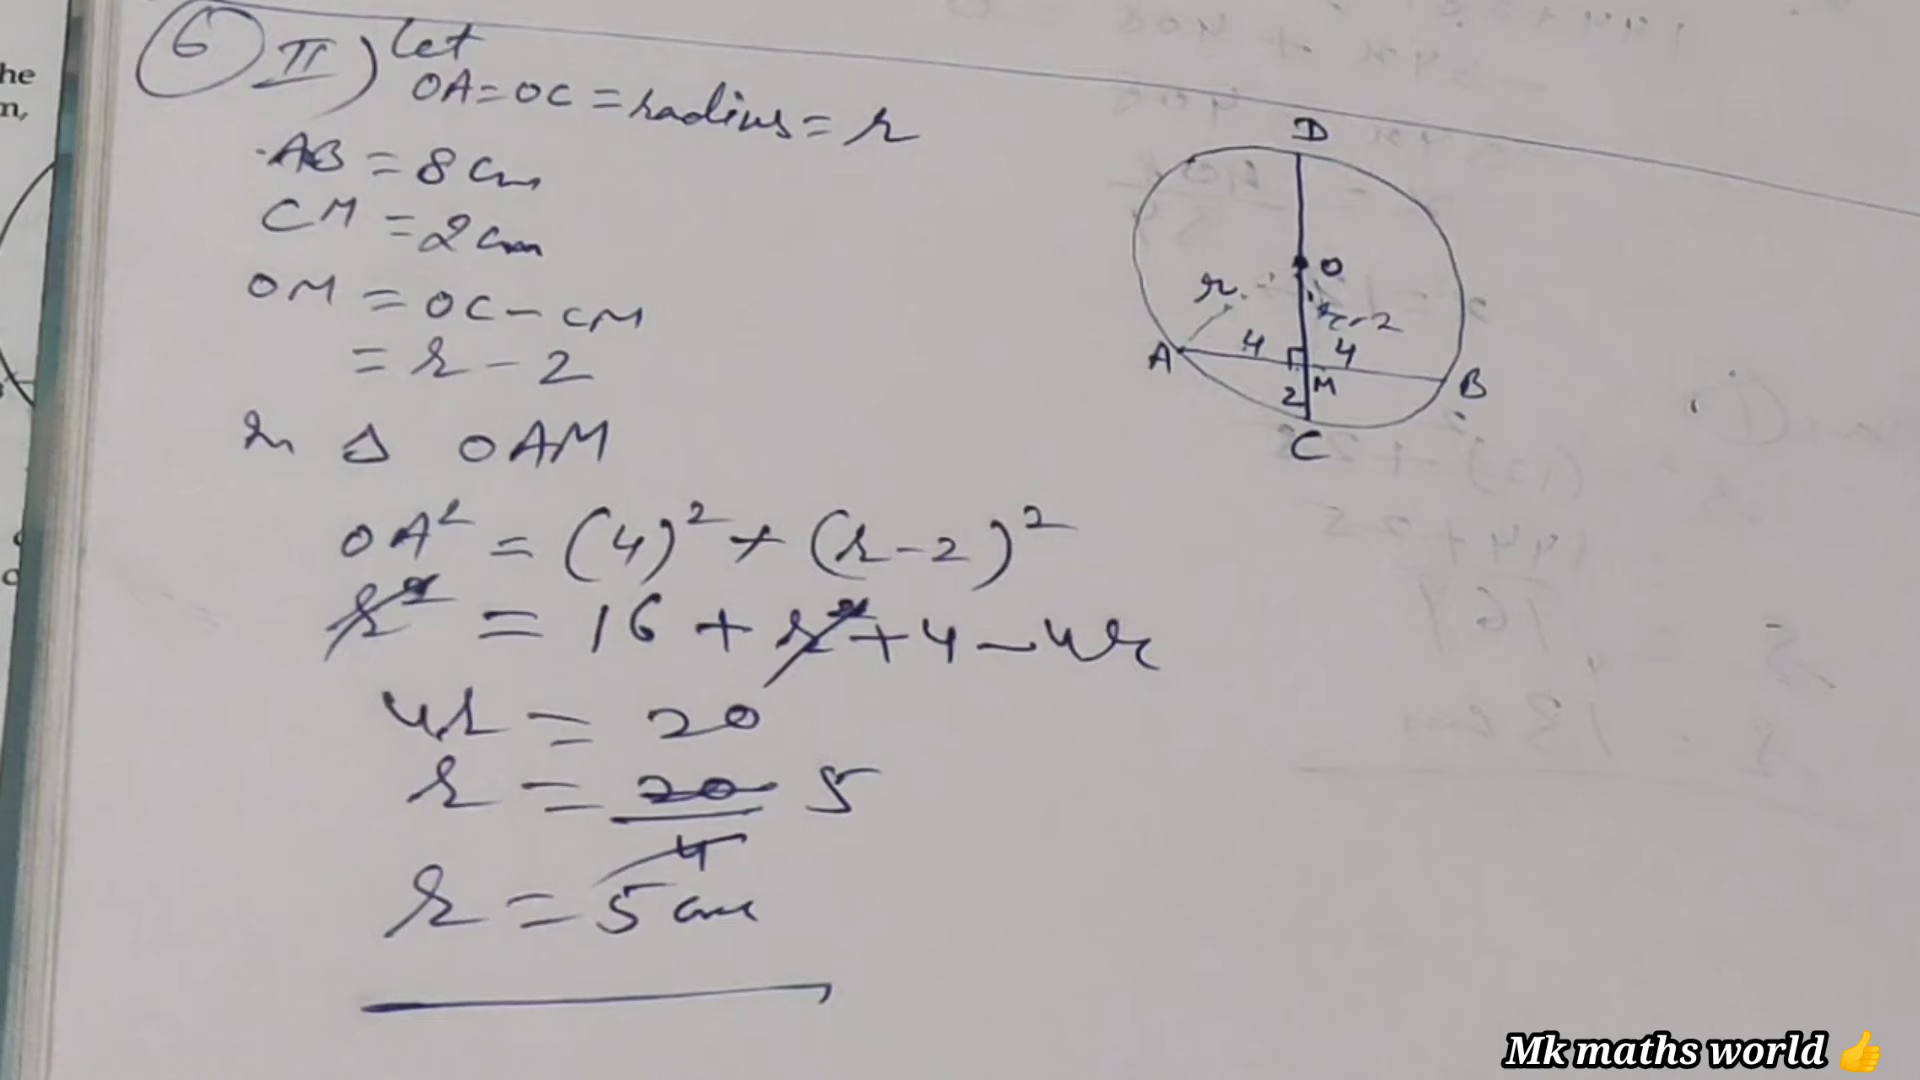 6 II) let
OA = OC = radius = r
AB = 8 cm
CM = 2 cm
OM = OC - CM
= r - 2
In Δ OAM
OA² = (4)² + (r-2)²
r² = 16 + r² + 4 - 4r
4r = 20
r = 20/4 5
r = 5 cm
D
O
r
r-2
A 4 4 B
2 M
C
he
n,
Mk maths world 👍